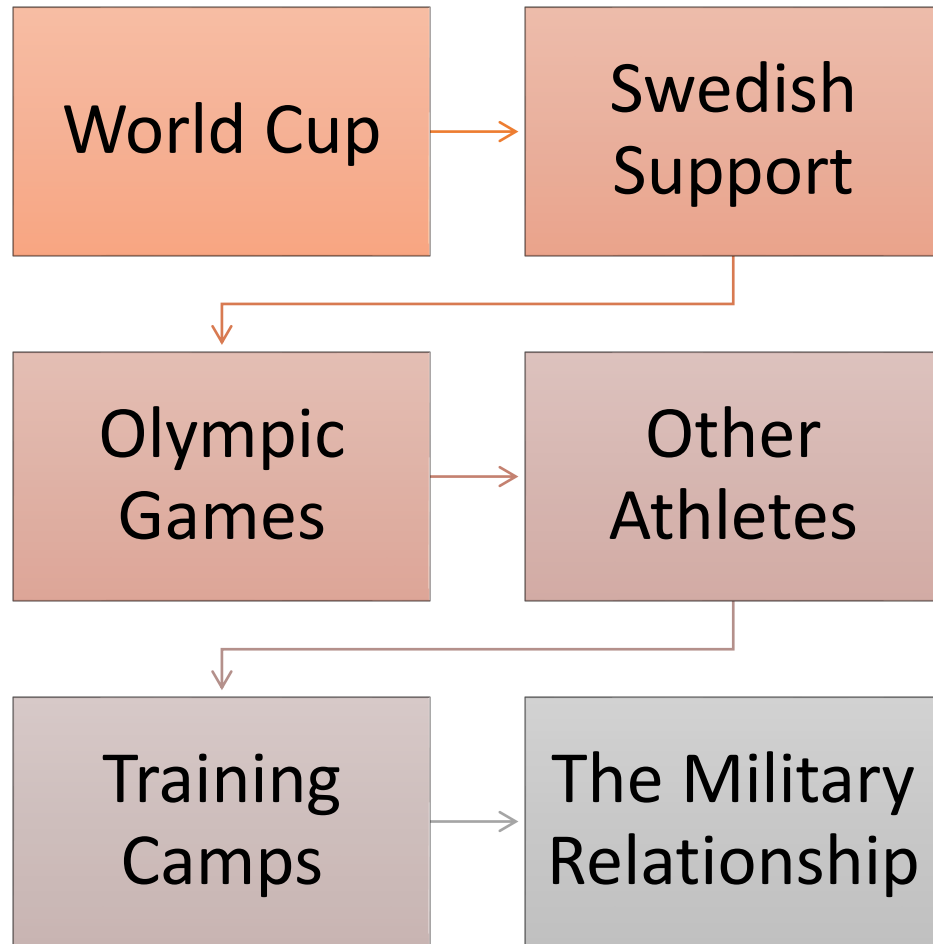 World Cup
Swedish
Support
Olympic
Games
Other
Athletes
Training
Camps
The Military
Relationship